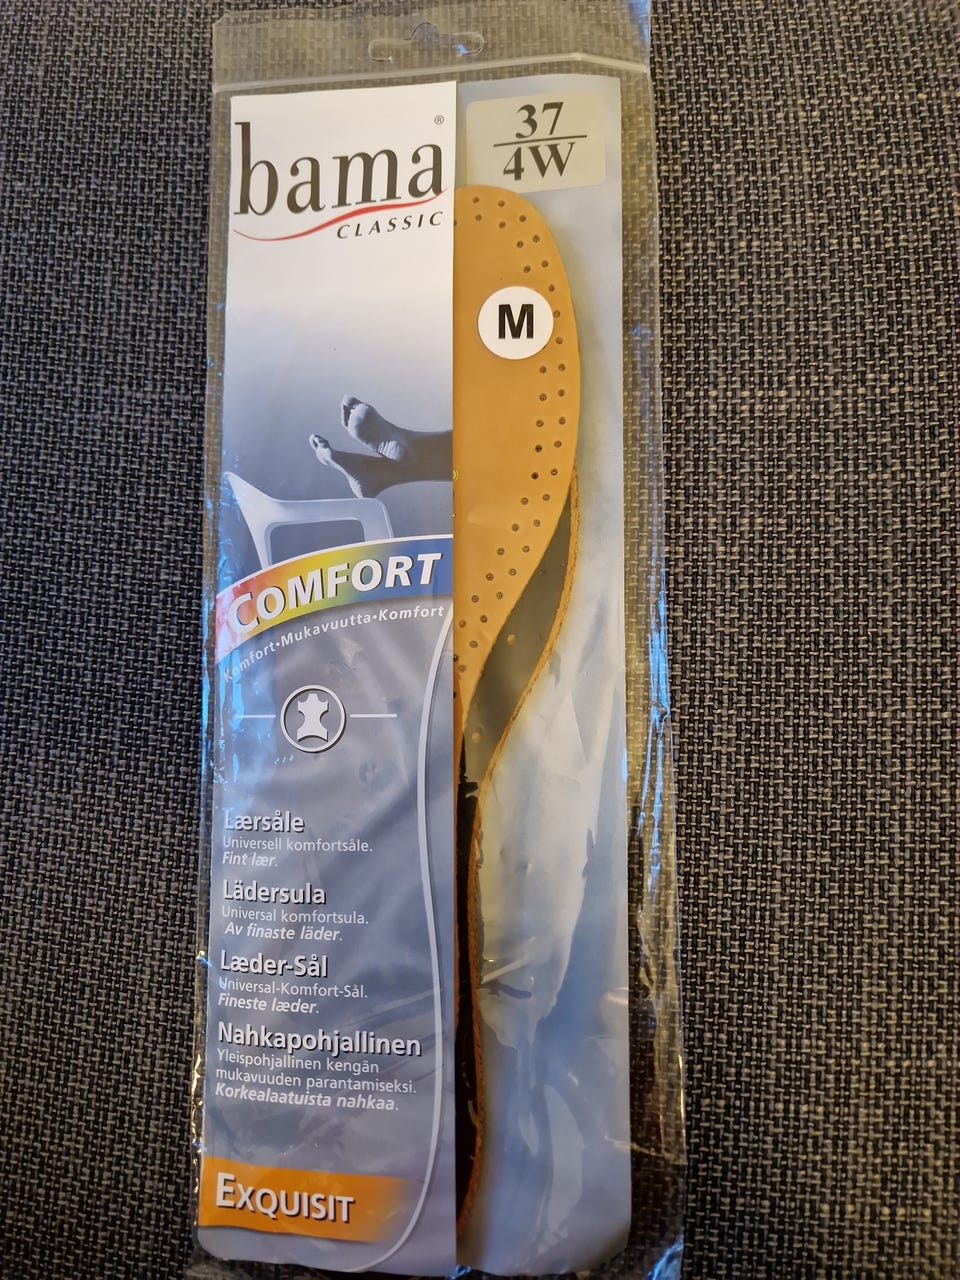 bama®
CLASSIC
37
4W
M
COMFORT
Komfort•Mukavuutta•Komfort
Lærsåle
Universell komfortsåle.
Fint lær.
Lädersula
Universal komfortsula.
Av finaste läder.
Læder-Sål
Universal-Komfort-Sål.
Fineste læder.
Nahkapohjallinen
Yleispohjallinen kengän
mukavuuden parantamiseksi.
Korkealaatuista nahkaa.
EXQUISIT